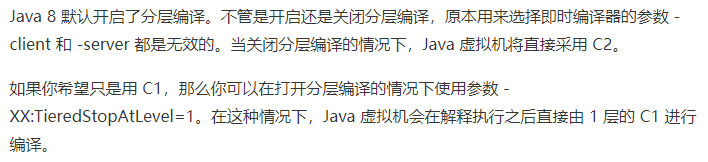 Java 8 默认开启了分层编译。不管是开启还是关闭分层编译，原本用来选择即时编译器的参数 -
client 和 -server 都是无效的。当关闭分层编译的情况下，Java 虚拟机将直接采用 C2。
如果你希望只是用 C1，那么你可以在打开分层编译的情况下使用参数 -
XX:TieredStopAtLevel=1。在这种情况下，Java 虚拟机会在解释执行之后直接由 1 层的 C1 进行
编译。